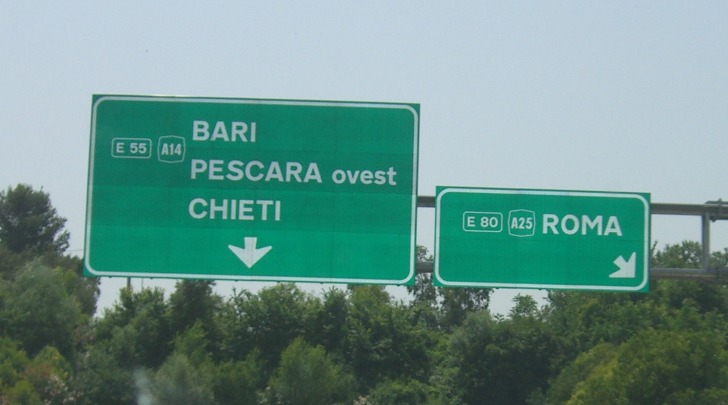 E 55 A14 BARI
PESCARA ovest
CHIETI
E 80 A25 ROMA